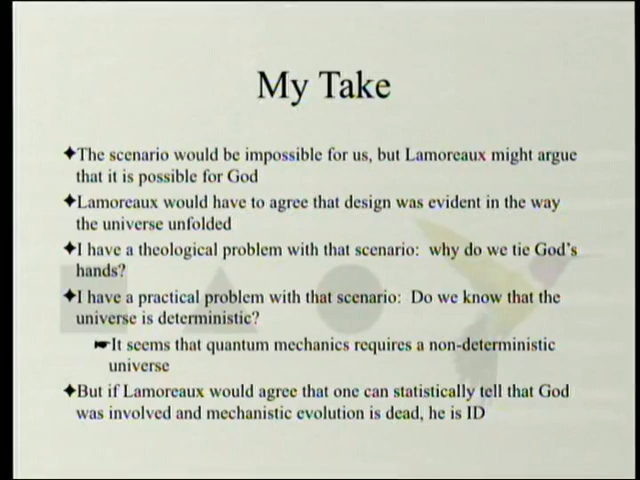 My Take
The scenario would be impossible for us, but Lamoreaux might argue
that it is possible for God
Lamoreaux would have to agree that design was evident in the way
the universe unfolded
I have a theological problem with that scenario:  why do we tie God's
hands?
I have a practical problem with that scenario:  Do we know that the
universe is deterministic?
It seems that quantum mechanics requires a non-deterministic
universe
But if Lamoreaux would agree that one can statistically tell that God
was involved and mechanistic evolution is dead, he is ID